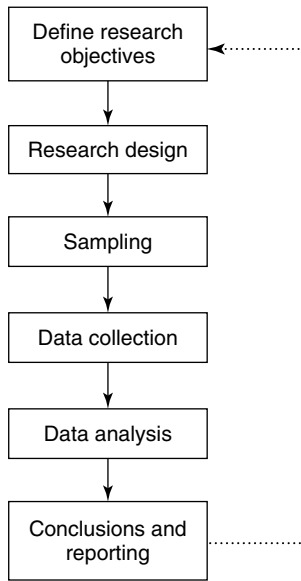 Define research
objectives
Research design
Sampling
Data collection
Data analysis
Conclusions and
reporting